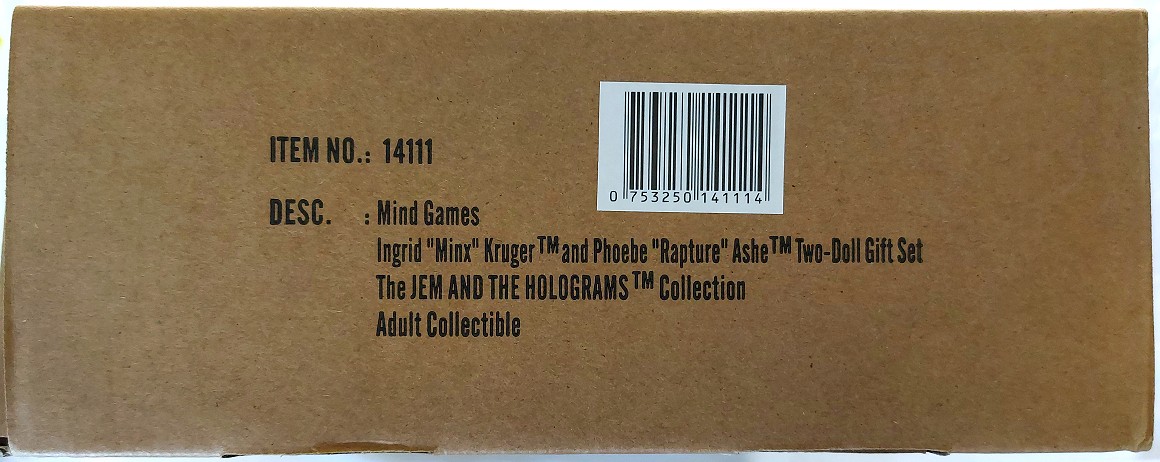 ITEM NO.: 14111
0 753250 141114
DESC. : Mind Games
Ingrid "Minx" Kruger™ and Phoebe "Rapture" Ashe™ Two-Doll Gift Set
The JEM AND THE HOLOGRAMS™ Collection
Adult Collectible